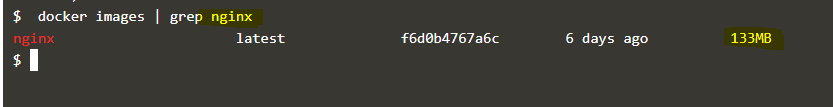 $ docker images | grep nginx
nginx latest f6d0b4767a6c 6 days ago 133MB
$